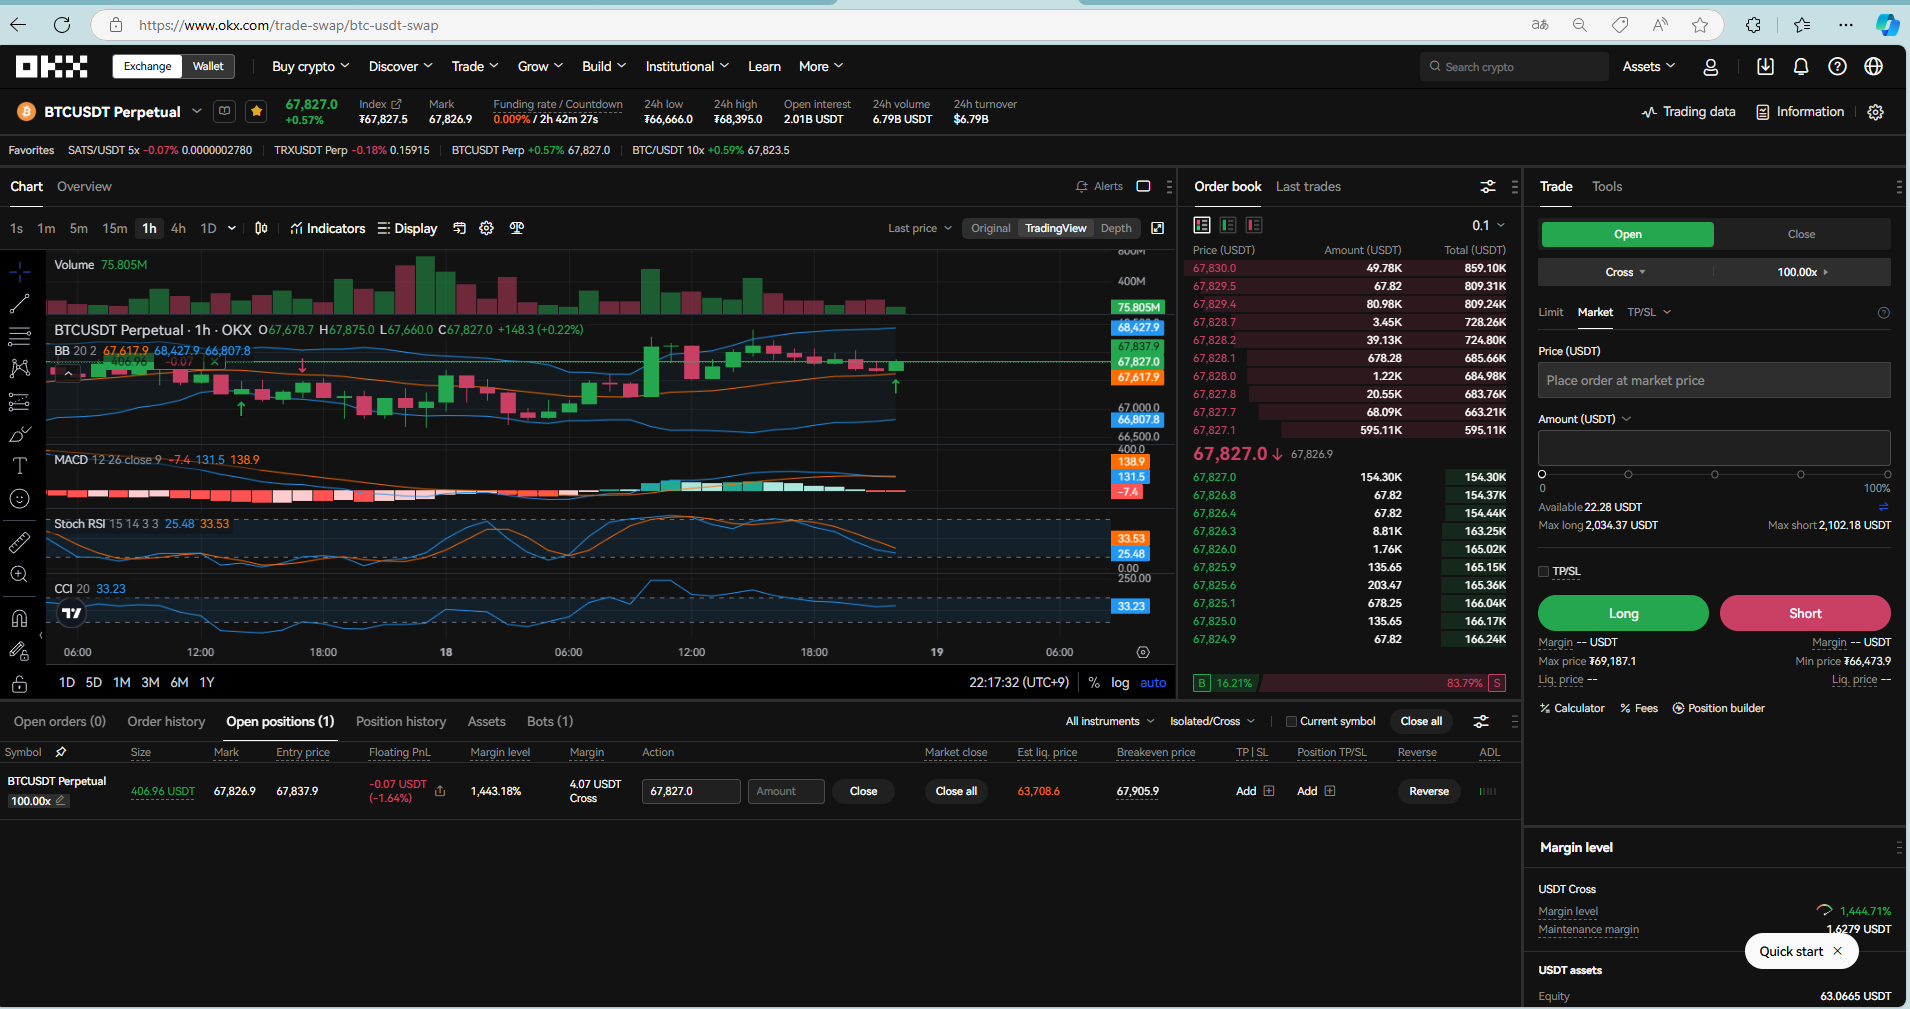 https://www.okx.com/trade-swap/btc-usdt-swap
OKX Exchange Wallet Buy crypto Discover Trade Grow Build Institutional Learn More Search crypto Assets
BTCUSDT Perpetual 67,827.0 +0.57%
Index ₮67,827.5
Mark 67,826.9
Funding rate / Countdown 0.009% / 2h 42m 27s
24h low ₮66,666.0
24h high ₮68,395.0
Open interest 2.01B USDT
24h volume 6.79B USDT
24h turnover $6.79B
Trading data Information
Favorites SATS/USDT 5x -0.07% 0.0000002780 TRXUSDT Perp -0.18% 0.15915 BTCUSDT Perp +0.57% 67,827.0 BTC/USDT 10x +0.59% 67,823.5
Chart Overview Alerts
1s 1m 5m 15m 1h 4h 1D Indicators Display Last price Original TradingView Depth
Volume 75.805M
800M
400M
75.805M
BTCUSDT Perpetual · 1h · OKX O67,678.7 H67,875.0 L67,660.0 C67,827.0 +148.3 (+0.22%)
68,427.9
BB 20 2 67,617.9 68,427.9 66,807.8
406.96 -0.07 X
67,837.9
67,827.0
67,617.9
67,000.0
66,807.8
66,500.0
400.0
MACD 12 26 close 9 −7.4 131.5 138.9
138.9
131.5
−7.4
Stoch RSI 15 14 3 3 25.48 33.53
33.53
25.48
0.00
250.00
CCI 20 33.23
33.23
06:00 12:00 18:00 18 06:00 12:00 18:00 19 06:00
1D 5D 1M 3M 6M 1Y 22:17:32 (UTC+9) % log auto
Order book Last trades
0.1
Price (USDT) Amount (USDT) Total (USDT)
67,830.0 49.78K 859.10K
67,829.5 67.82 809.31K
67,829.4 80.98K 809.24K
67,828.7 3.45K 728.26K
67,828.2 39.13K 724.80K
67,828.1 678.28 685.66K
67,828.0 1.22K 684.98K
67,827.8 20.55K 683.76K
67,827.7 68.09K 663.21K
67,827.1 595.11K 595.11K
67,827.0 ↓ 67,826.9
67,827.0 154.30K 154.30K
67,826.8 67.82 154.37K
67,826.4 67.82 154.44K
67,826.3 8.81K 163.25K
67,826.0 1.76K 165.02K
67,825.9 135.65 165.15K
67,825.6 203.47 165.36K
67,825.1 678.25 166.04K
67,825.0 135.65 166.17K
67,824.9 67.82 166.24K
B 16.21% 83.79% S
Trade Tools
Open Close
Cross 100.00x
Limit Market TP/SL
Price (USDT)
Place order at market price
Amount (USDT)
0 100%
Available 22.28 USDT
Max long 2,034.37 USDT Max short 2,102.18 USDT
TP/SL
Long Short
Margin -- USDT Margin -- USDT
Max price ₮69,187.1 Min price ₮66,473.9
Liq. price -- Liq. price --
Calculator Fees Position builder
Open orders (0) Order history Open positions (1) Position history Assets Bots (1) All instruments Isolated/Cross Current symbol Close all
Symbol Size Mark Entry price Floating PnL Margin level Margin Action Market close Est liq. price Breakeven price TP | SL Position TP/SL Reverse ADL
BTCUSDT Perpetual 100.00x 406.96 USDT 67,826.9 67,837.9 -0.07 USDT (-1.64%) 1,443.18% 4.07 USDT Cross 67,827.0 Amount Close Close all 63,708.6 67,905.9 Add Add Reverse
Margin level
USDT Cross
Margin level 1,444.71%
Maintenance margin 1.6279 USDT
Quick start ×
USDT assets
Equity 63.0665 USDT